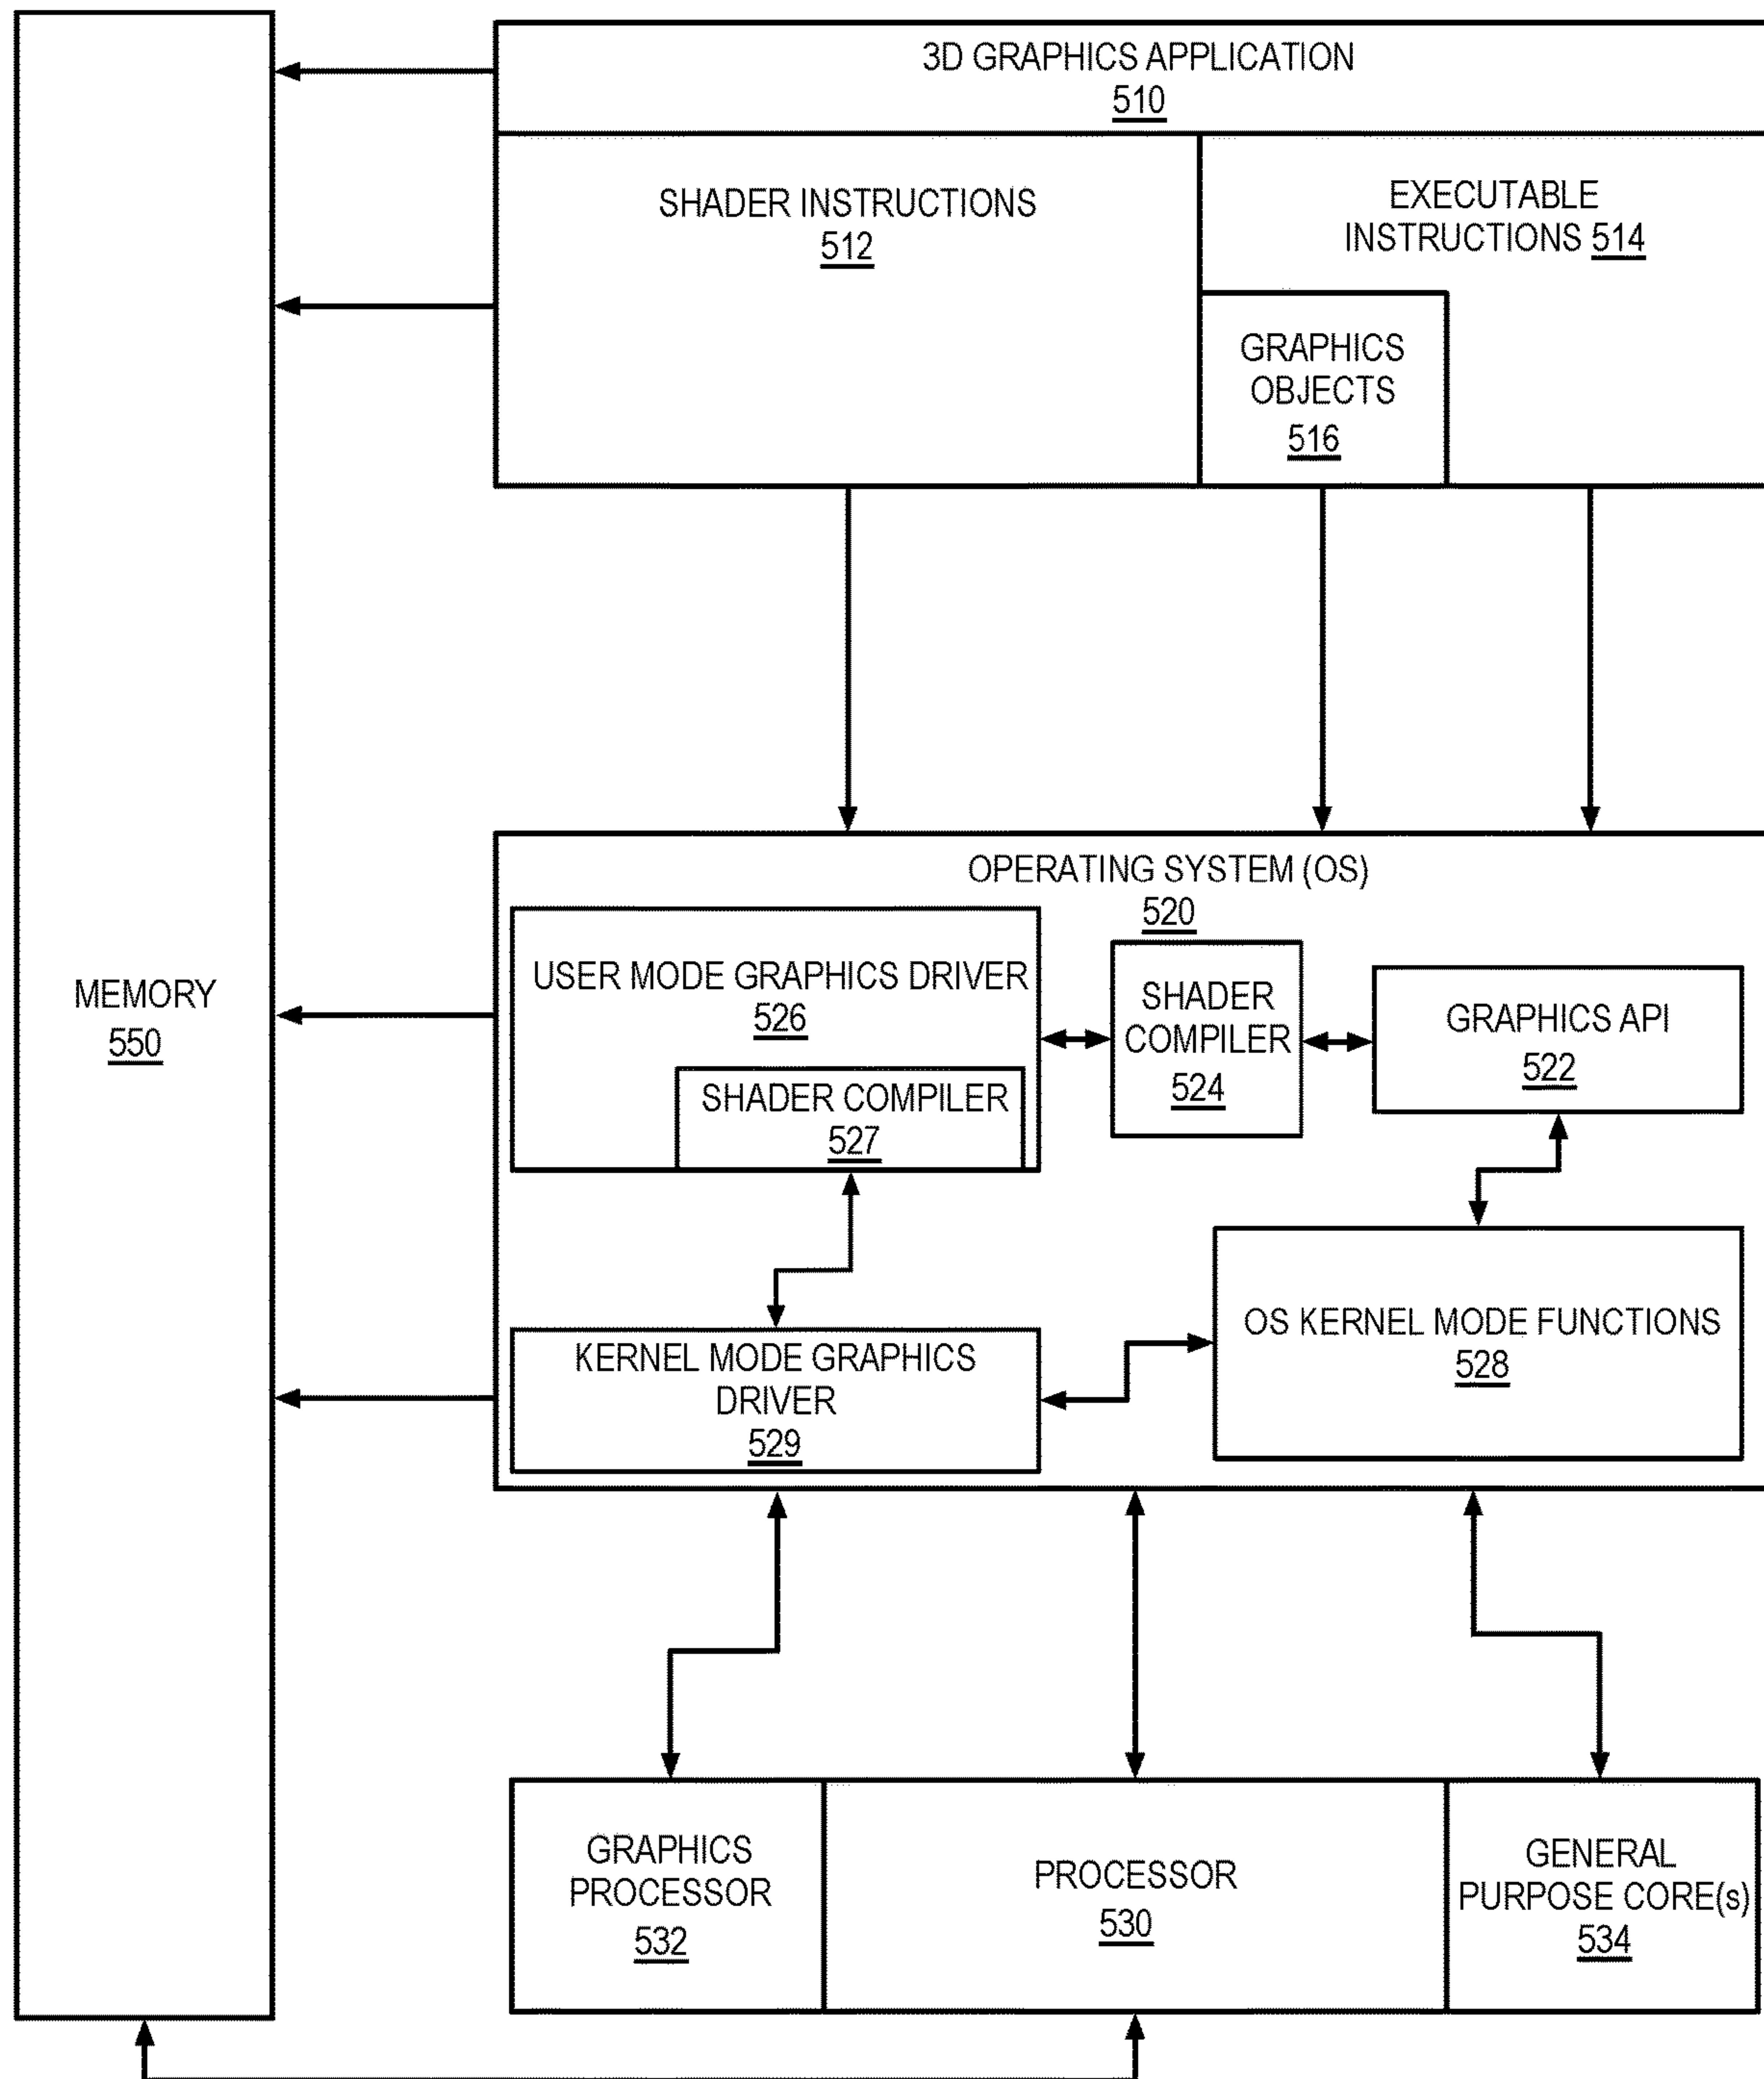 3D GRAPHICS APPLICATION
510
SHADER INSTRUCTIONS
512
EXECUTABLE
INSTRUCTIONS 514
GRAPHICS
OBJECTS
516
MEMORY
550
OPERATING SYSTEM (OS)
520
USER MODE GRAPHICS DRIVER
526
SHADER COMPILER
527
SHADER
COMPILER
524
GRAPHICS API
522
KERNEL MODE GRAPHICS
DRIVER
529
OS KERNEL MODE FUNCTIONS
528
GRAPHICS
PROCESSOR
532
PROCESSOR
530
GENERAL
PURPOSE CORE(s)
534